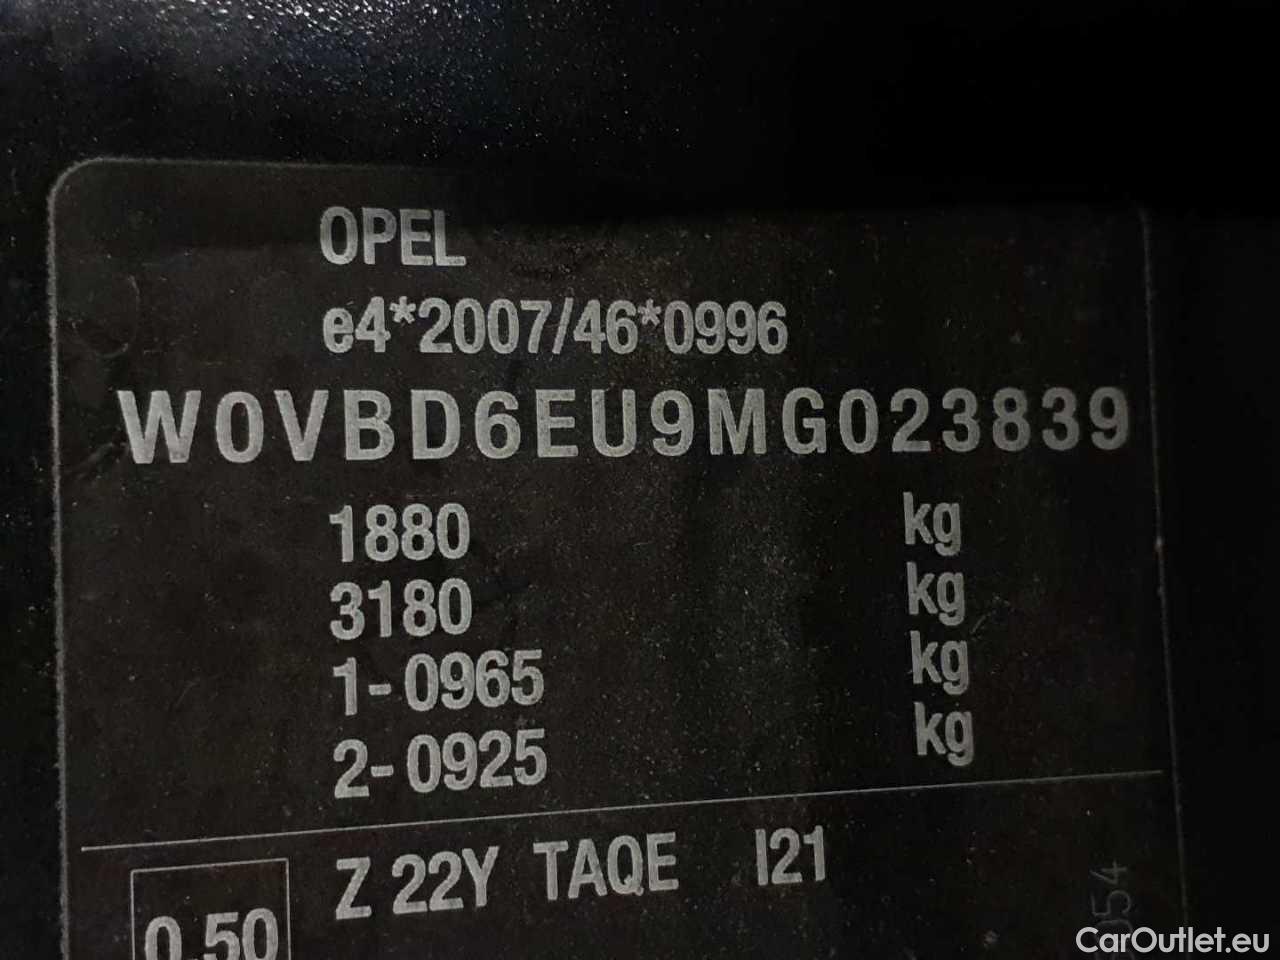 OPEL
e4*2007/46*0996
W0VBD6EU9MG023839
1880 kg
3180 kg
1-0965 kg
2-0925 kg
Z 22Y TAQE I21
0.50
CarOutlet.eu